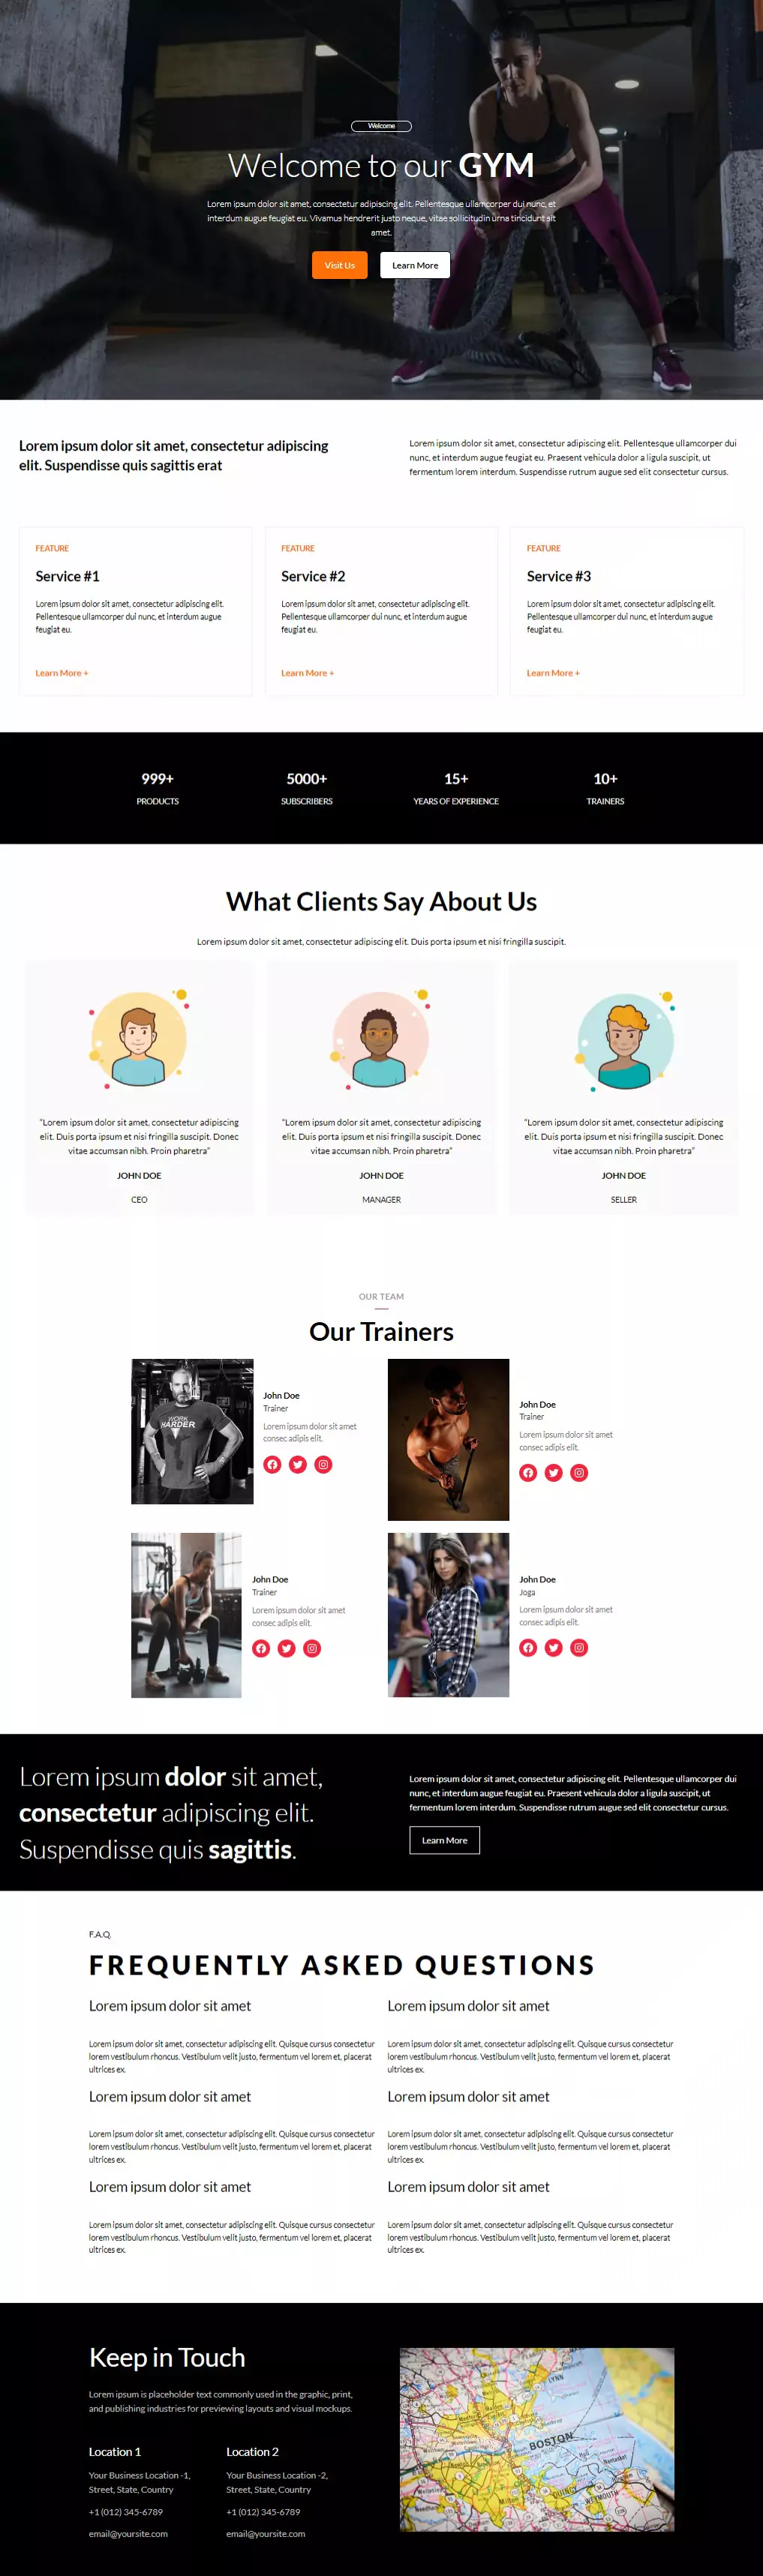 Welcome
Welcome to our GYM
Lorem ipsum dolor sit amet, consectetur adipiscing elit. Pellentesque ullamcorper dui nunc, et
interdum augue feugiat eu. Vivamus hendrerit justo neque, vitae sollicitudin urna tincidunt sit
amet.
Visit Us
Learn More
Lorem ipsum dolor sit amet, consectetur adipiscing
elit. Suspendisse quis sagittis erat
Lorem ipsum dolor sit amet, consectetur adipiscing elit. Pellentesque ullamcorper dui
nunc, et interdum augue feugiat eu. Praesent vehicula dolor a ligula suscipit, ut
fermentum lorem interdum. Suspendisse rutrum augue sed elit consectetur cursus.
FEATURE
Service #1
Lorem ipsum dolor sit amet, consectetur adipiscing elit.
Pellentesque ullamcorper dui nunc, et interdum augue
feugiat eu.
Learn More +
FEATURE
Service #2
Lorem ipsum dolor sit amet, consectetur adipiscing elit.
Pellentesque ullamcorper dui nunc, et interdum augue
feugiat eu.
Learn More +
FEATURE
Service #3
Lorem ipsum dolor sit amet, consectetur adipiscing elit.
Pellentesque ullamcorper dui nunc, et interdum augue
feugiat eu.
Learn More +
999+
PRODUCTS
5000+
SUBSCRIBERS
15+
YEARS OF EXPERIENCE
10+
TRAINERS
What Clients Say About Us
Lorem ipsum dolor sit amet, consectetur adipiscing elit. Duis porta ipsum et nisi fringilla suscipit.
"Lorem ipsum dolor sit amet, consectetur adipiscing
elit. Duis porta ipsum et nisi fringilla suscipit. Donec
vitae accumsan nibh. Proin pharetra"
JOHN DOE
CEO
"Lorem ipsum dolor sit amet, consectetur adipiscing
elit. Duis porta ipsum et nisi fringilla suscipit. Donec
vitae accumsan nibh. Proin pharetra"
JOHN DOE
MANAGER
"Lorem ipsum dolor sit amet, consectetur adipiscing
elit. Duis porta ipsum et nisi fringilla suscipit. Donec
vitae accumsan nibh. Proin pharetra"
JOHN DOE
SELLER
OUR TEAM
Our Trainers
WORK
HARDER
John Doe
Trainer
Lorem ipsum dolor sit amet
consec adipis elit.
John Doe
Trainer
Lorem ipsum dolor sit amet
consec adipis elit.
John Doe
Trainer
Lorem ipsum dolor sit amet
consec adipis elit.
John Doe
Joga
Lorem ipsum dolor sit amet
consec adipis elit.
Lorem ipsum dolor sit amet,
consectetur adipiscing elit.
Suspendisse quis sagittis.
Lorem ipsum dolor sit amet, consectetur adipiscing elit. Pellentesque ullamcorper dui
nunc, et interdum augue feugiat eu. Praesent vehicula dolor a ligula suscipit, ut
fermentum lorem interdum. Suspendisse rutrum augue sed elit consectetur cursus.
Learn More
F.A.Q.
FREQUENTLY ASKED QUESTIONS
Lorem ipsum dolor sit amet
Lorem ipsum dolor sit amet, consectetur adipiscing elit. Quisque cursus consectetur
lorem vestibulum rhoncus. Vestibulum velit justo, fermentum vel lorem et, placerat
ultrices ex.
Lorem ipsum dolor sit amet
Lorem ipsum dolor sit amet, consectetur adipiscing elit. Quisque cursus consectetur
lorem vestibulum rhoncus. Vestibulum velit justo, fermentum vel lorem et, placerat
ultrices ex.
Lorem ipsum dolor sit amet
Lorem ipsum dolor sit amet, consectetur adipiscing elit. Quisque cursus consectetur
lorem vestibulum rhoncus. Vestibulum velit justo, fermentum vel lorem et, placerat
ultrices ex.
Lorem ipsum dolor sit amet
Lorem ipsum dolor sit amet, consectetur adipiscing elit. Quisque cursus consectetur
lorem vestibulum rhoncus. Vestibulum velit justo, fermentum vel lorem et, placerat
ultrices ex.
Lorem ipsum dolor sit amet
Lorem ipsum dolor sit amet, consectetur adipiscing elit. Quisque cursus consectetur
lorem vestibulum rhoncus. Vestibulum velit justo, fermentum vel lorem et, placerat
ultrices ex.
Lorem ipsum dolor sit amet
Lorem ipsum dolor sit amet, consectetur adipiscing elit. Quisque cursus consectetur
lorem vestibulum rhoncus. Vestibulum velit justo, fermentum vel lorem et, placerat
ultrices ex.
Keep in Touch
Lorem ipsum is placeholder text commonly used in the graphic, print,
and publishing industries for previewing layouts and visual mockups.
Location 1
Your Business Location -1,
Street, State, Country
+1 (012) 345-6789
email@yoursite.com
Location 2
Your Business Location -2,
Street, State, Country
+1 (012) 345-6789
email@yoursite.com
LYNN
BOSTON
QUINCY
WEYMOUTH